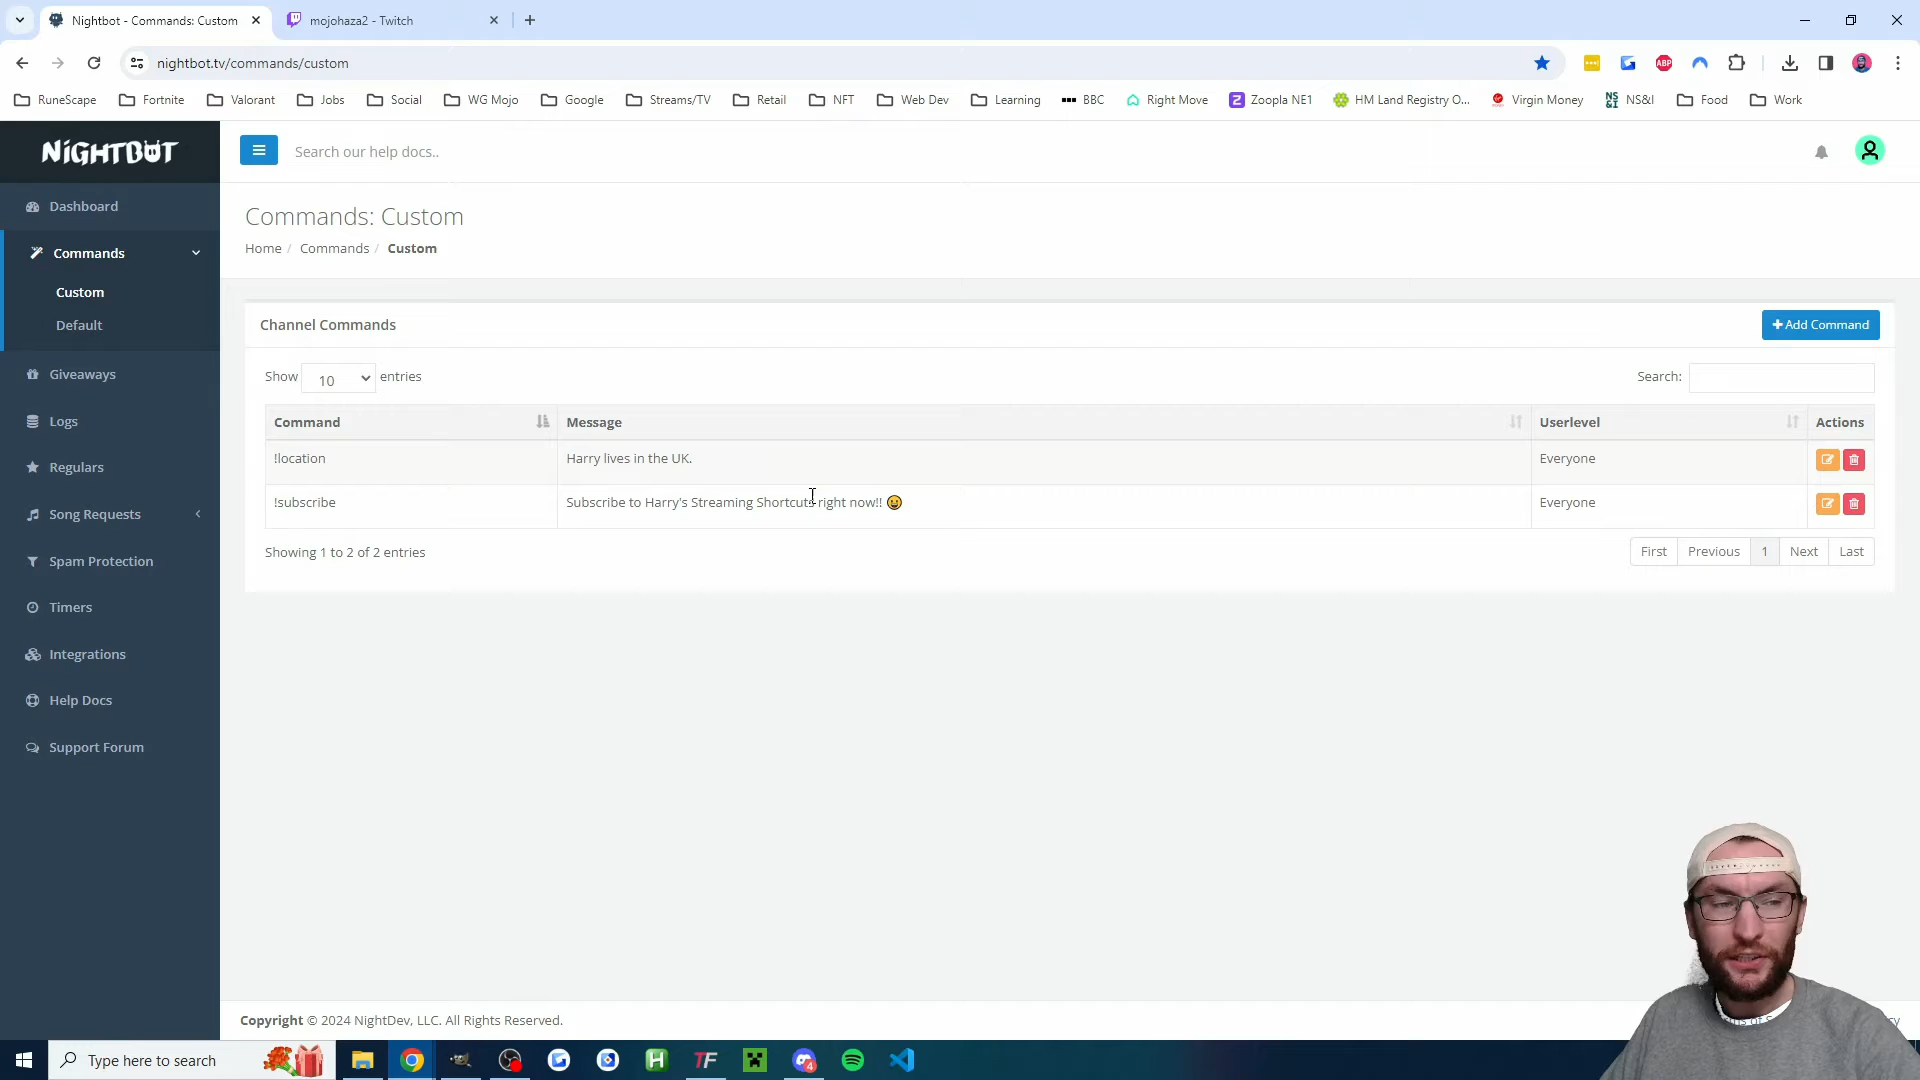 Nightbot - Commands: Custom
mojohaza2 - Twitch
nightbot.tv/commands/custom
ABP
RuneScape
Fortnite
Valorant
Jobs
Social
WG Mojo
Google
Streams/TV
Retail
NFT
Web Dev
Learning
BBC
Right Move
Zoopla NE1
HM Land Registry O...
Virgin Money
NS&I
NS&I
Food
Work
NIGHTBOT
Search our help docs..
Dashboard
Commands
Custom
Default
Giveaways
Logs
Regulars
Song Requests
Spam Protection
Timers
Integrations
Help Docs
Support Forum
Commands: Custom
Home / Commands / Custom
Channel Commands
Add Command
Show 10 entries
Search:
Command Message Userlevel Actions
!location Harry lives in the UK. Everyone
!subscribe Subscribe to Harry's Streaming Shortcuts right now!! 😀 Everyone
Showing 1 to 2 of 2 entries
First Previous 1 Next Last
Copyright © 2024 NightDev, LLC. All Rights Reserved.
Type here to search
H
TF
4